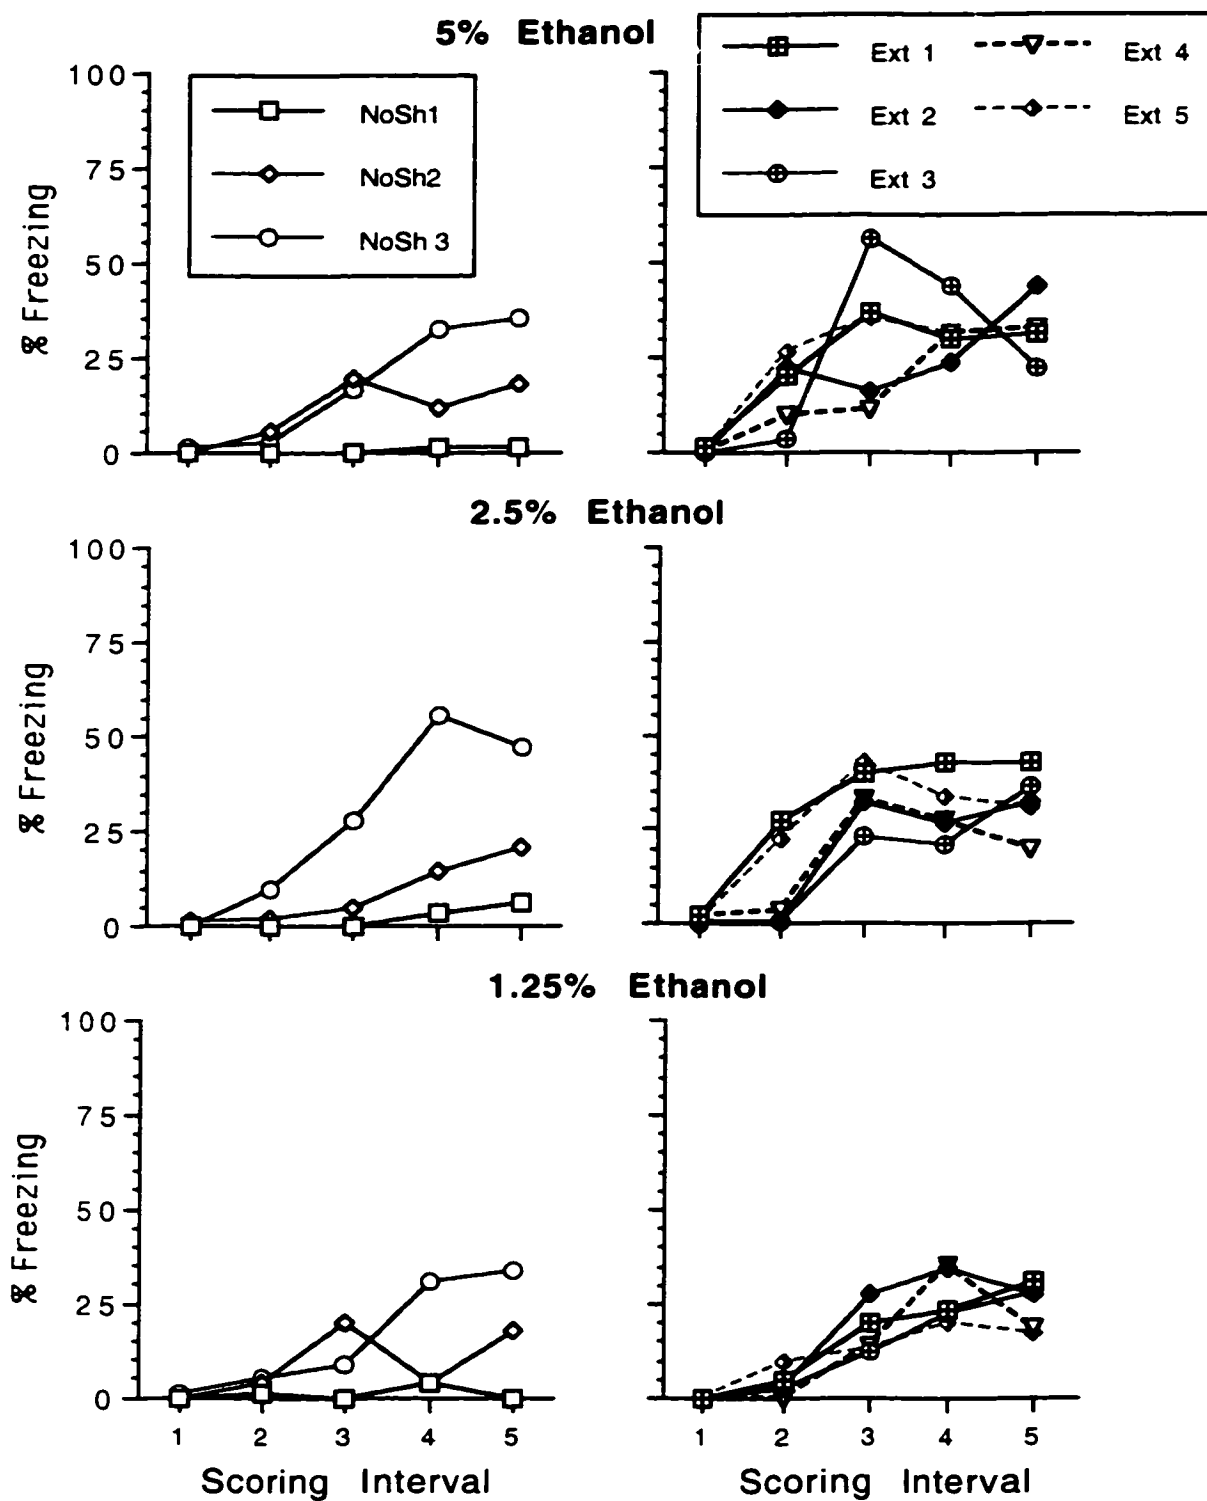 5% Ethanol
NoSh1
NoSh2
NoSh 3
Ext 1
Ext 4
Ext 2
Ext 5
Ext 3
% Freezing
100
75
50
25
0
2.5% Ethanol
% Freezing
100
75
50
25
0
1.25% Ethanol
% Freezing
100
75
50
25
0
1 2 3 4 5
1 2 3 4 5
Scoring Interval
Scoring Interval